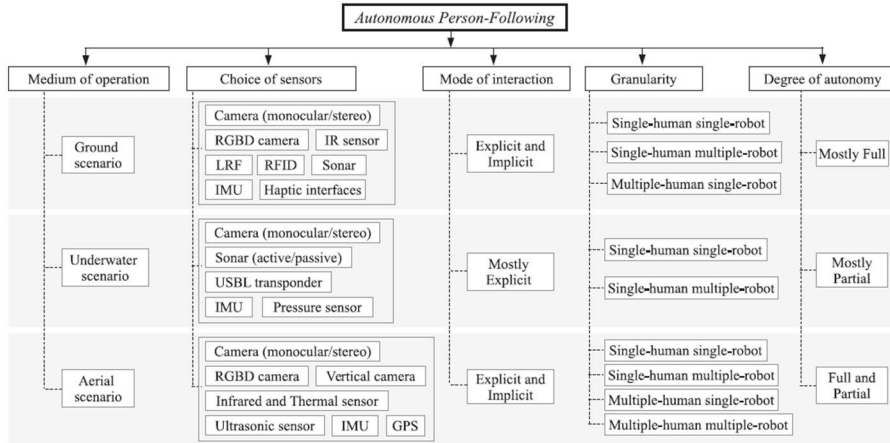 Autonomous Person-Following
Medium of operation
Choice of sensors
Mode of interaction
Granularity
Degree of autonomy
Ground
scenario
Camera (monocular/stereo)
RGBD camera
IR sensor
LRF
RFID
Sonar
IMU
Haptic interfaces
Explicit and
Implicit
Single-human single-robot
Single-human multiple-robot
Multiple-human single-robot
Mostly Full
Underwater
scenario
Camera (monocular/stereo)
Sonar (active/passive)
USBL transponder
IMU
Pressure sensor
Mostly
Explicit
Single-human single-robot
Single-human multiple-robot
Mostly
Partial
Aerial
scenario
Camera (monocular/stereo)
RGBD camera
Vertical camera
Infrared and Thermal sensor
Ultrasonic sensor
IMU
GPS
Explicit and
Implicit
Single-human single-robot
Single-human multiple-robot
Multiple-human single-robot
Multiple-human multiple-robot
Full and
Partial